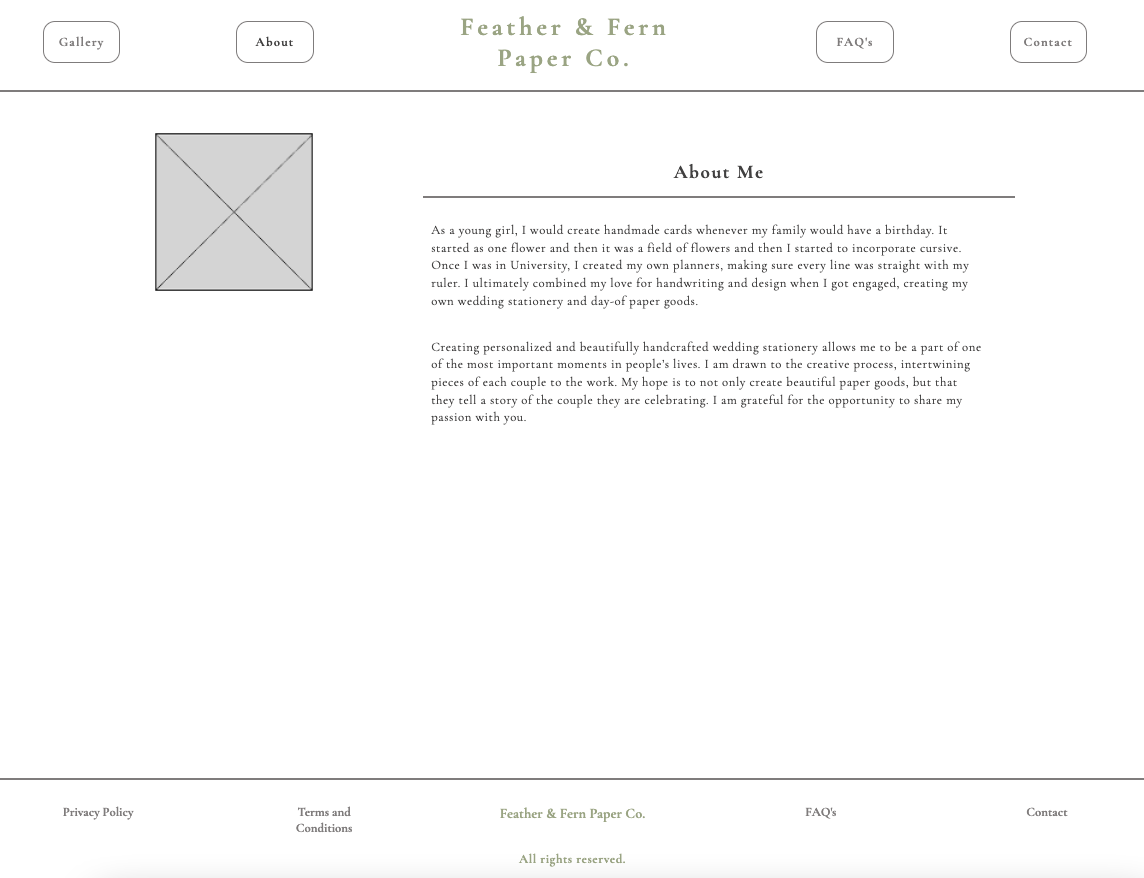 Gallery
About
Feather & Fern
Paper Co.
FAQ's
Contact
About Me
As a young girl, I would create handmade cards whenever my family would have a birthday. It
started as one flower and then it was a field of flowers and then I started to incorporate cursive.
Once I was in University, I created my own planners, making sure every line was straight with my
ruler. I ultimately combined my love for handwriting and design when I got engaged, creating my
own wedding stationery and day-of paper goods.
Creating personalized and beautifully handcrafted wedding stationery allows me to be a part of one
of the most important moments in people's lives. I am drawn to the creative process, intertwining
pieces of each couple to the work. My hope is to not only create beautiful paper goods, but that
they tell a story of the couple they are celebrating. I am grateful for the opportunity to share my
passion with you.
Privacy Policy
Terms and
Conditions
Feather & Fern Paper Co.
FAQ's
Contact
All rights reserved.